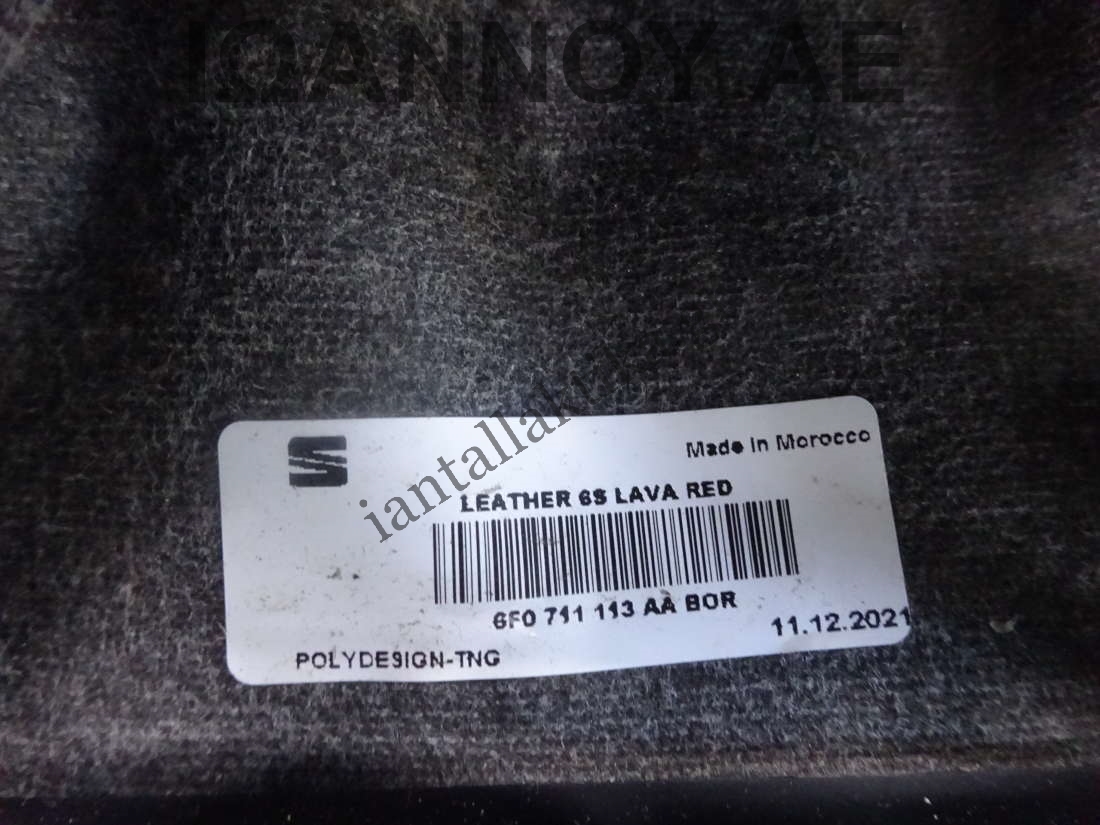 IOANNOY.AE
Made in Morocco
LEATHER 6S LAVA RED
6F0 711 113 AA BOR
11.12.2021
POLYDESIGN-TNG